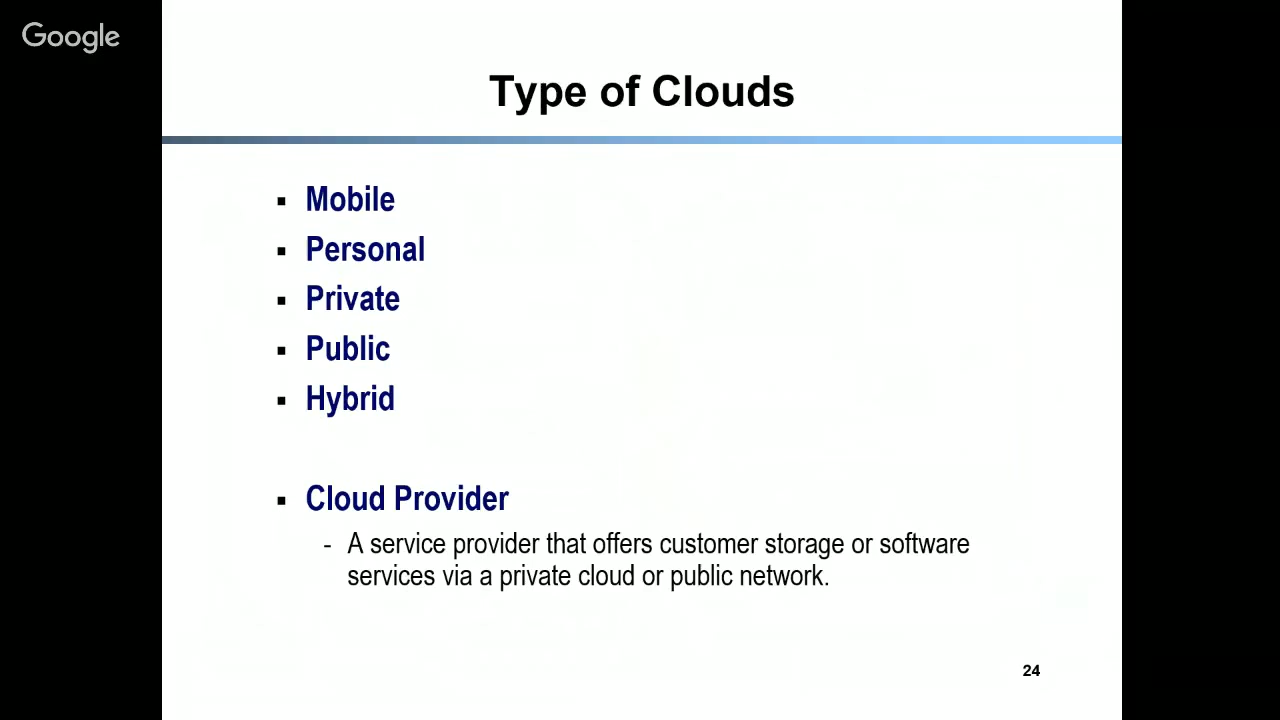 Google
Type of Clouds
▪ Mobile
▪ Personal
▪ Private
▪ Public
▪ Hybrid
▪ Cloud Provider
- A service provider that offers customer storage or software
services via a private cloud or public network.
24